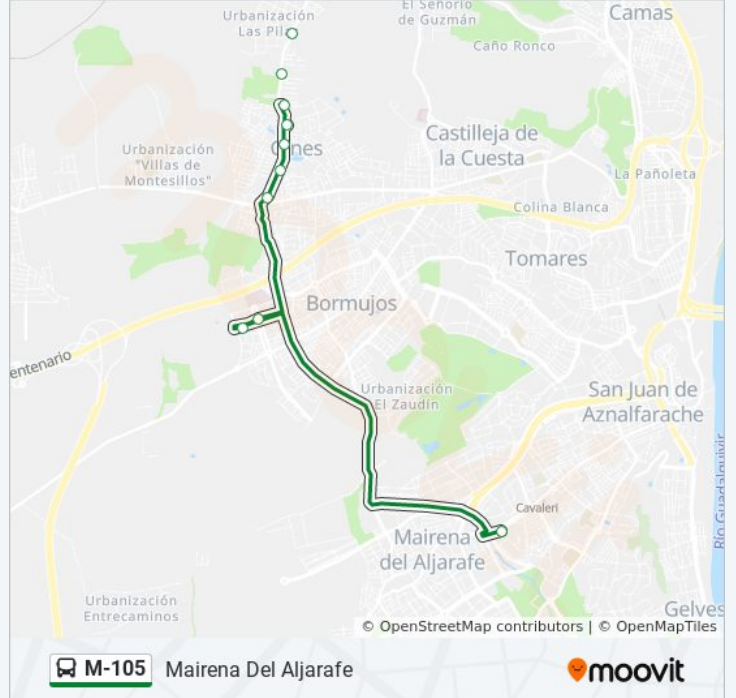 Urbanización
Las Pilas
El Señorío
de Guzmán
Camas
Caño Ronco
Urbanización
"Villas de
Montesillos"
Gines
Castilleja de
la Cuesta
La Pañoleta
Colina Blanca
Tomares
Bormujos
entenario
Urbanización
El Zaudín
San Juan de
Aznalfarache
Río Guadalquivir
Cavaleri
Mairena
del Aljarafe
Urbanización
Entrecaminos
Gelves
© OpenStreetMap contributors | © OpenMapTiles
M-105 Mairena Del Aljarafe
moovit